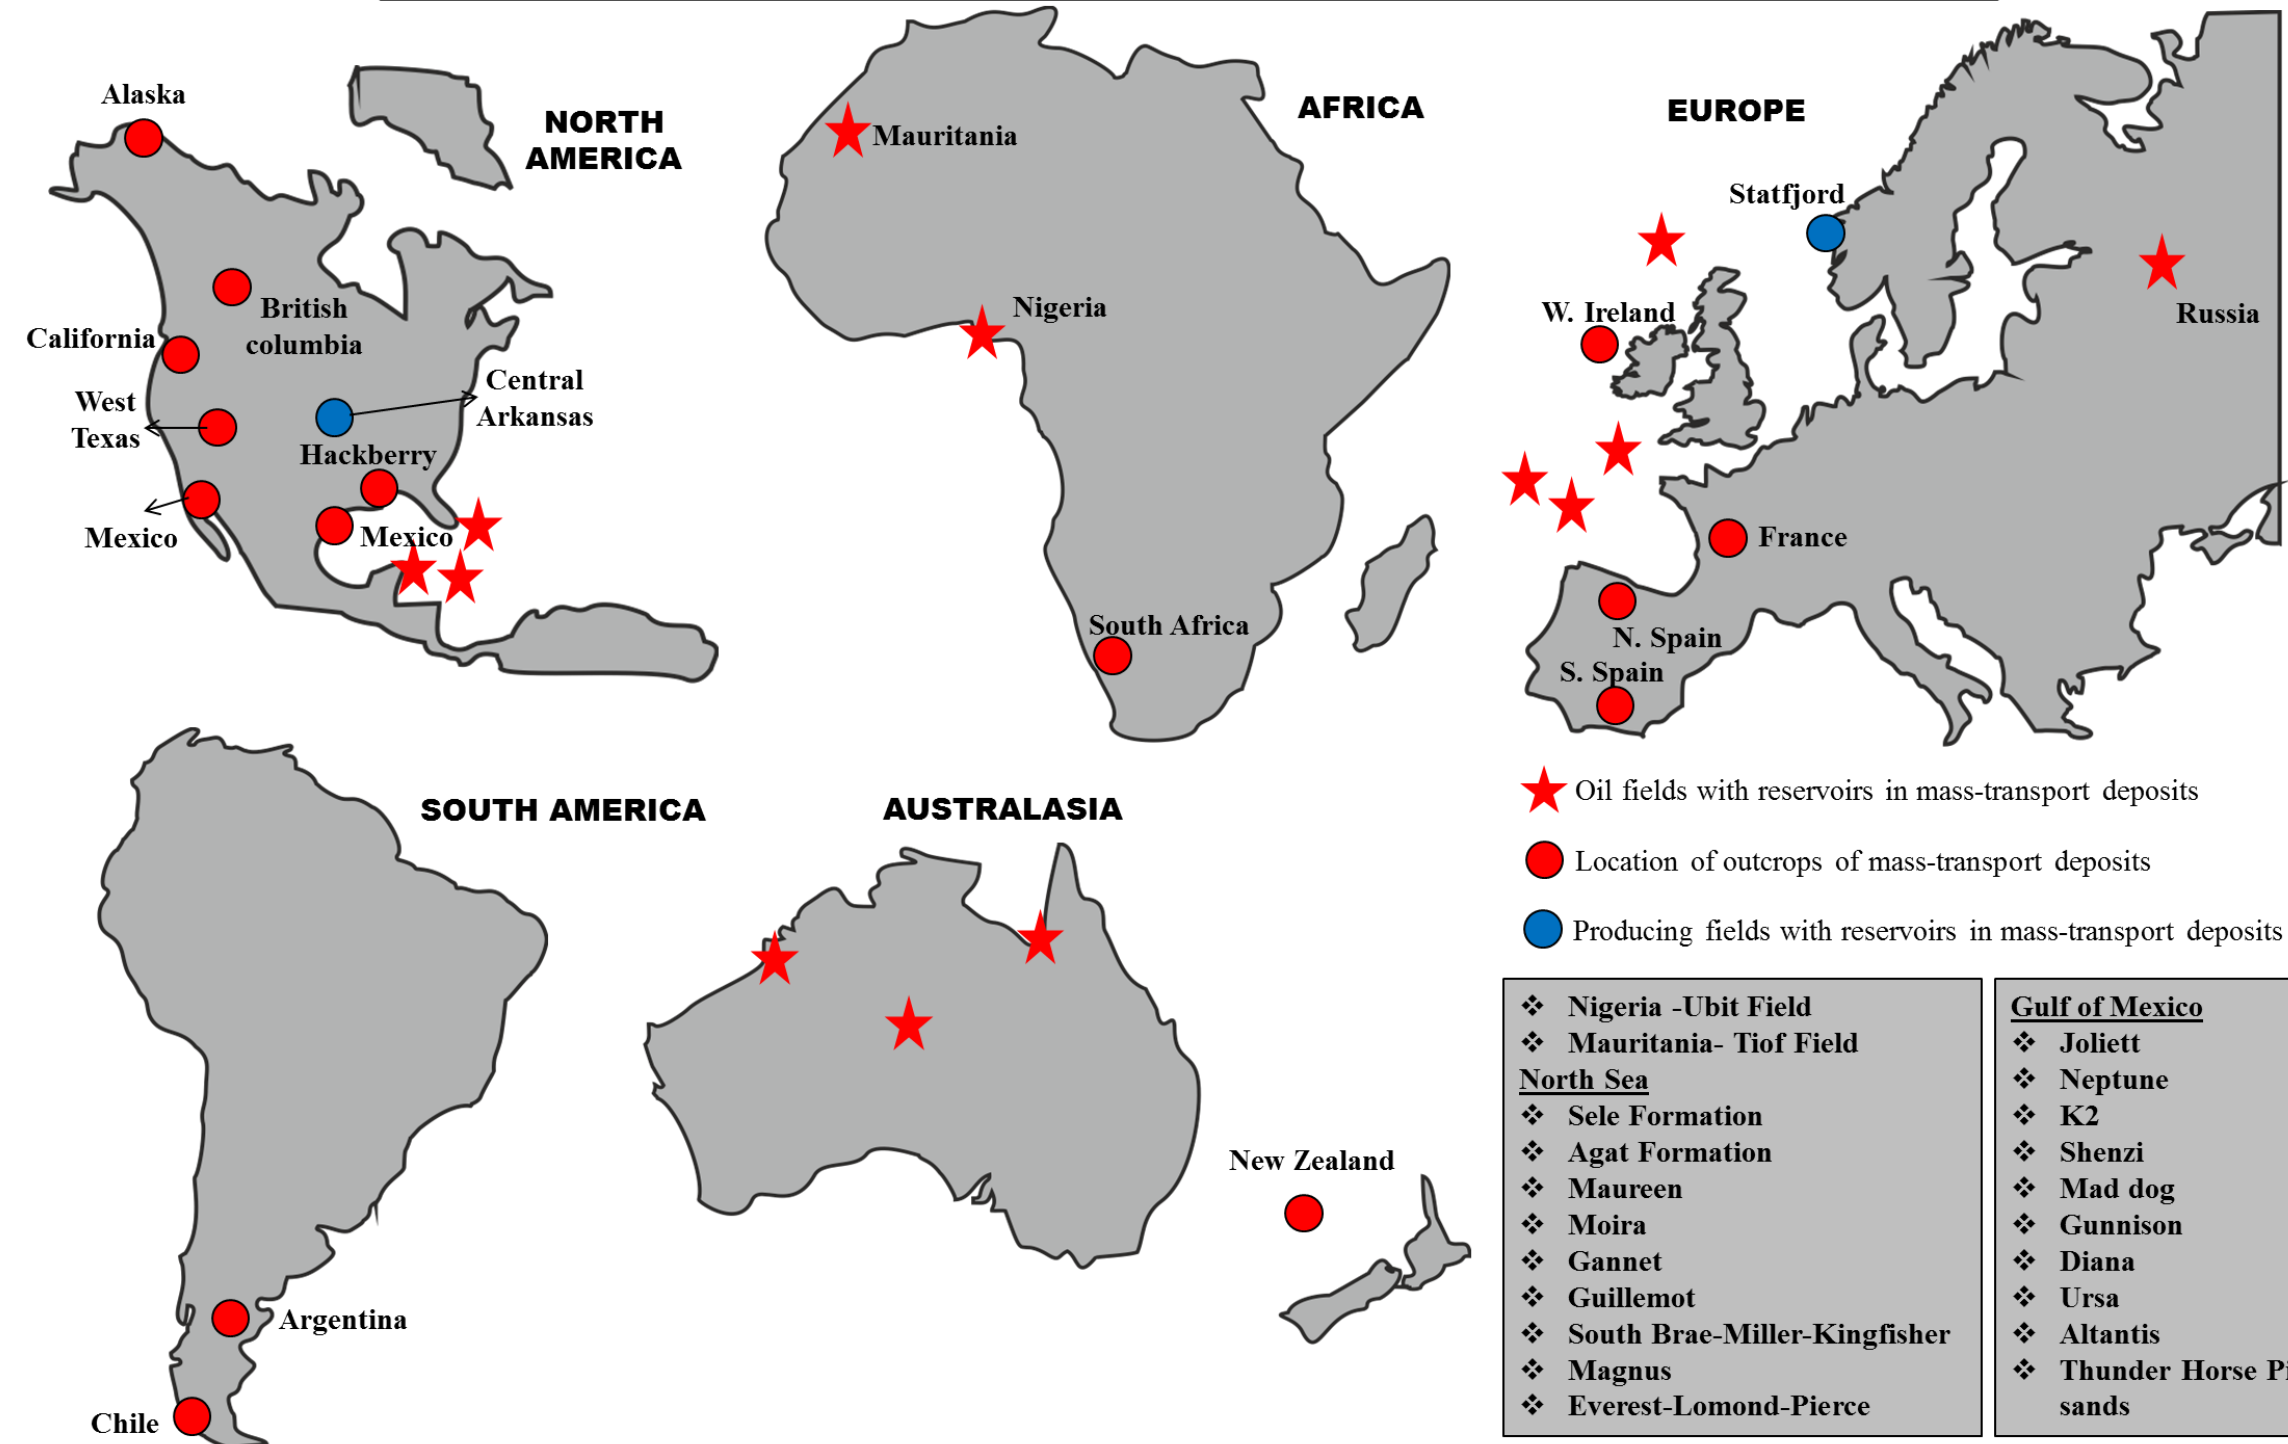 Alaska
NORTH
AMERICA
British
columbia
California
West
Texas
Central
Arkansas
Hackberry
Mexico
Mexico
AFRICA
Mauritania
Nigeria
South Africa
EUROPE
Statfjord
W. Ireland
Russia
France
N. Spain
S. Spain
SOUTH AMERICA
Argentina
Chile
AUSTRALASIA
New Zealand
Oil fields with reservoirs in mass-transport deposits
Location of outcrops of mass-transport deposits
Producing fields with reservoirs in mass-transport deposits
❖ Nigeria -Ubit Field
❖ Mauritania- Tiof Field
North Sea
❖ Sele Formation
❖ Agat Formation
❖ Maureen
❖ Moira
❖ Gannet
❖ Guillemot
❖ South Brae-Miller-Kingfisher
❖ Magnus
❖ Everest-Lomond-Pierce
Gulf of Mexico
❖ Joliett
❖ Neptune
❖ K2
❖ Shenzi
❖ Mad dog
❖ Gunnison
❖ Diana
❖ Ursa
❖ Altantis
❖ Thunder Horse
sands